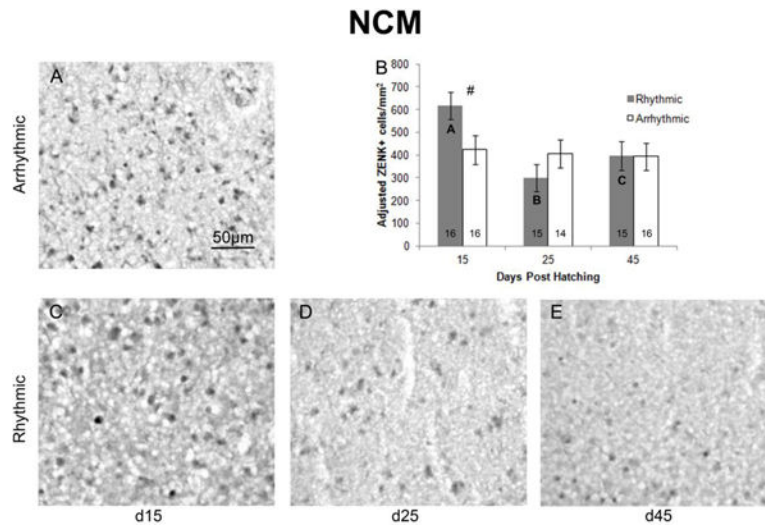 NCM
Arrhythmic
A
50µm
B
Adjusted ZENK+ cells/mm²
800
700
600
500
400
300
200
100
0
#
Rhythmic
Arrhythmic
A
B
C
16
16
15
14
15
16
15
25
45
Days Post Hatching
Rhythmic
C
D
E
d15
d25
d45